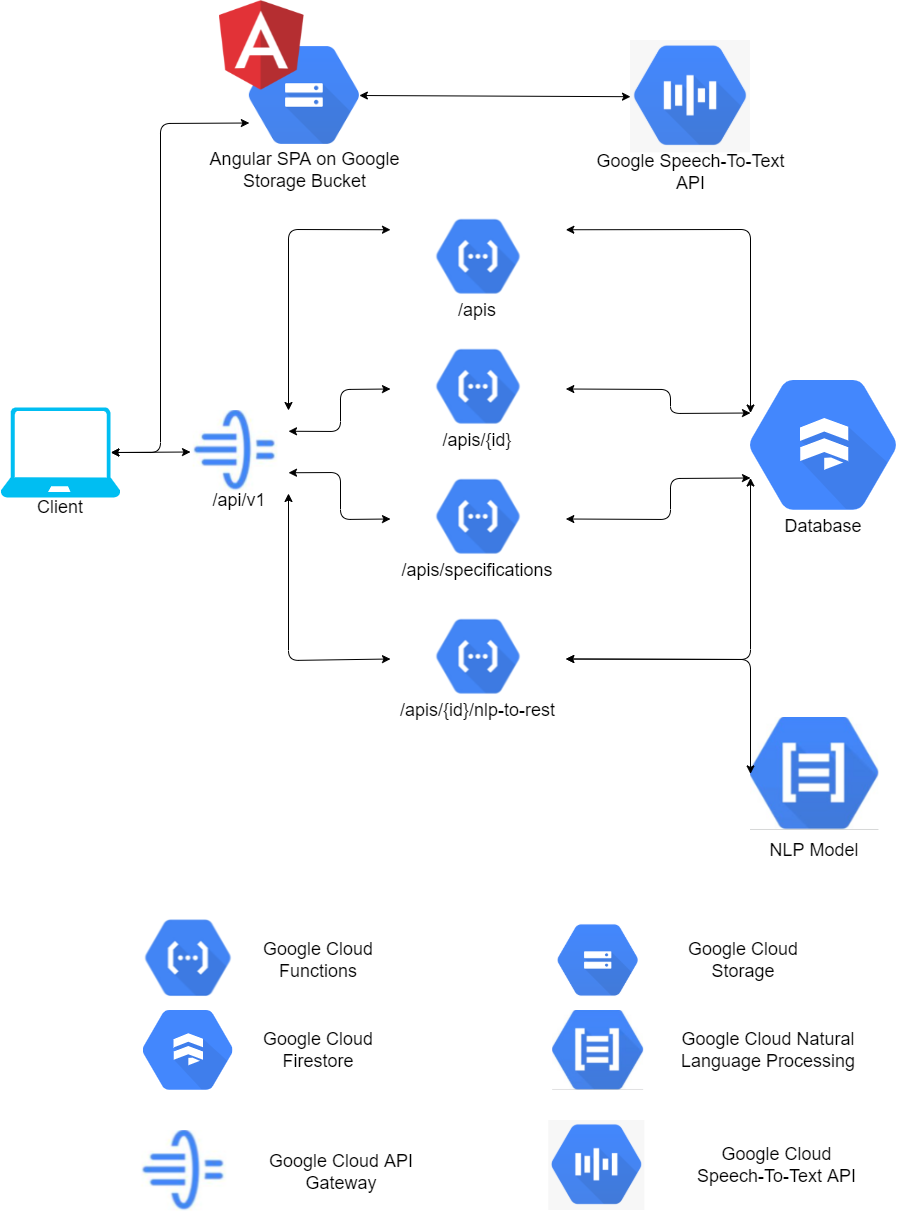 A
Angular SPA on Google
Storage Bucket
Google Speech-To-Text
API
/apis
/apis/{id}
Client
/api/v1
Database
/apis/specifications
/apis/{id}/nlp-to-rest
NLP Model
Google Cloud
Functions
Google Cloud
Storage
Google Cloud
Firestore
Google Cloud Natural
Language Processing
Google Cloud API
Gateway
Google Cloud
Speech-To-Text API